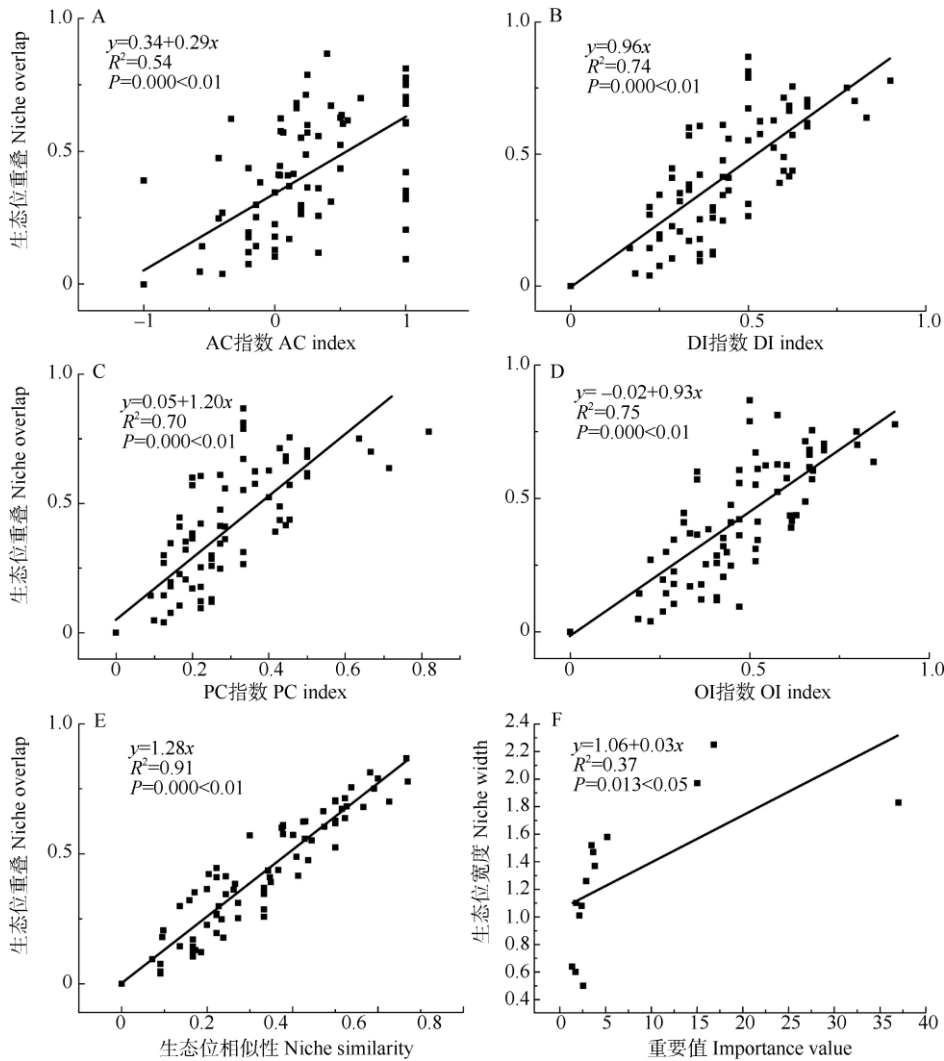 A
y=0.34+0.29x
R²=0.54
P=0.000<0.01
生态位重叠 Niche overlap
1.0
0.5
0
−1
0
1
AC指数 AC index
B
y=0.96x
R²=0.74
P=0.000<0.01
1.0
0.5
0
0
0.5
1.0
DI指数 DI index
C
y=0.05+1.20x
R²=0.70
P=0.000<0.01
生态位重叠 Niche overlap
1.0
0.5
0
0
0.2
0.4
0.6
0.8
PC指数 PC index
D
y= −0.02+0.93x
R²=0.75
P=0.000<0.01
1.0
0.5
0
0
0.5
1.0
OI指数 OI index
E
y=1.28x
R²=0.91
P=0.000<0.01
生态位重叠 Niche overlap
1.0
0.5
0
0
0.2
0.4
0.6
0.8
生态位相似性 Niche similarity
F
y=1.06+0.03x
R²=0.37
P=0.013<0.05
生态位宽度 Niche width
2.4
2.2
2.0
1.8
1.6
1.4
1.2
1.0
0.8
0.6
0.4
0
5
10
15
20
25
30
35
40
重要值 Importance value